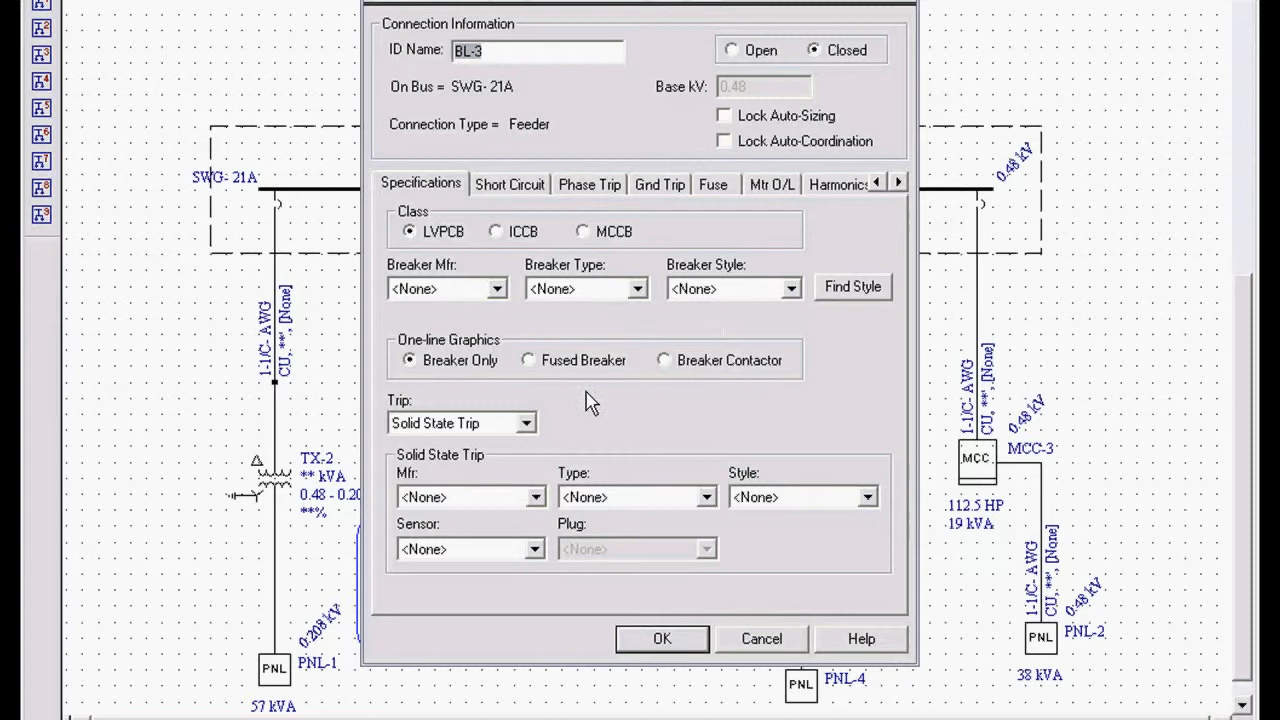 Connection Information
ID Name: BL-3
Open Closed
On Bus = SWG- 21A
Base kV: 0.48
Connection Type = Feeder
Lock Auto-Sizing
Lock Auto-Coordination
Specifications Short Circuit Phase Trip Gnd Trip Fuse Mtr O/L Harmonics
Class
LVPCB ICCB MCCB
Breaker Mfr: Breaker Type: Breaker Style:
<None> <None> <None> Find Style
One-line Graphics
Breaker Only Fused Breaker Breaker Contactor
Trip:
Solid State Trip
Solid State Trip
Mfr: Type: Style:
<None> <None> <None>
Sensor: Plug:
<None> <None>
OK Cancel Help
SWG- 21A
0.48 kV
1-1/C- AWG
CU, **', [None]
TX-2
** kVA
0.48 - 0.20
**%
0.208 kV
PNL
PNL-1
57 kVA
1-1/C- AWG
CU, **', [None]
0.48 kV
MCC
MCC-3
112.5 HP
19 kVA
1-1/C- AWG
CU, **', [None]
0.48 kV
PNL
PNL-2
38 kVA
PNL
PNL-4